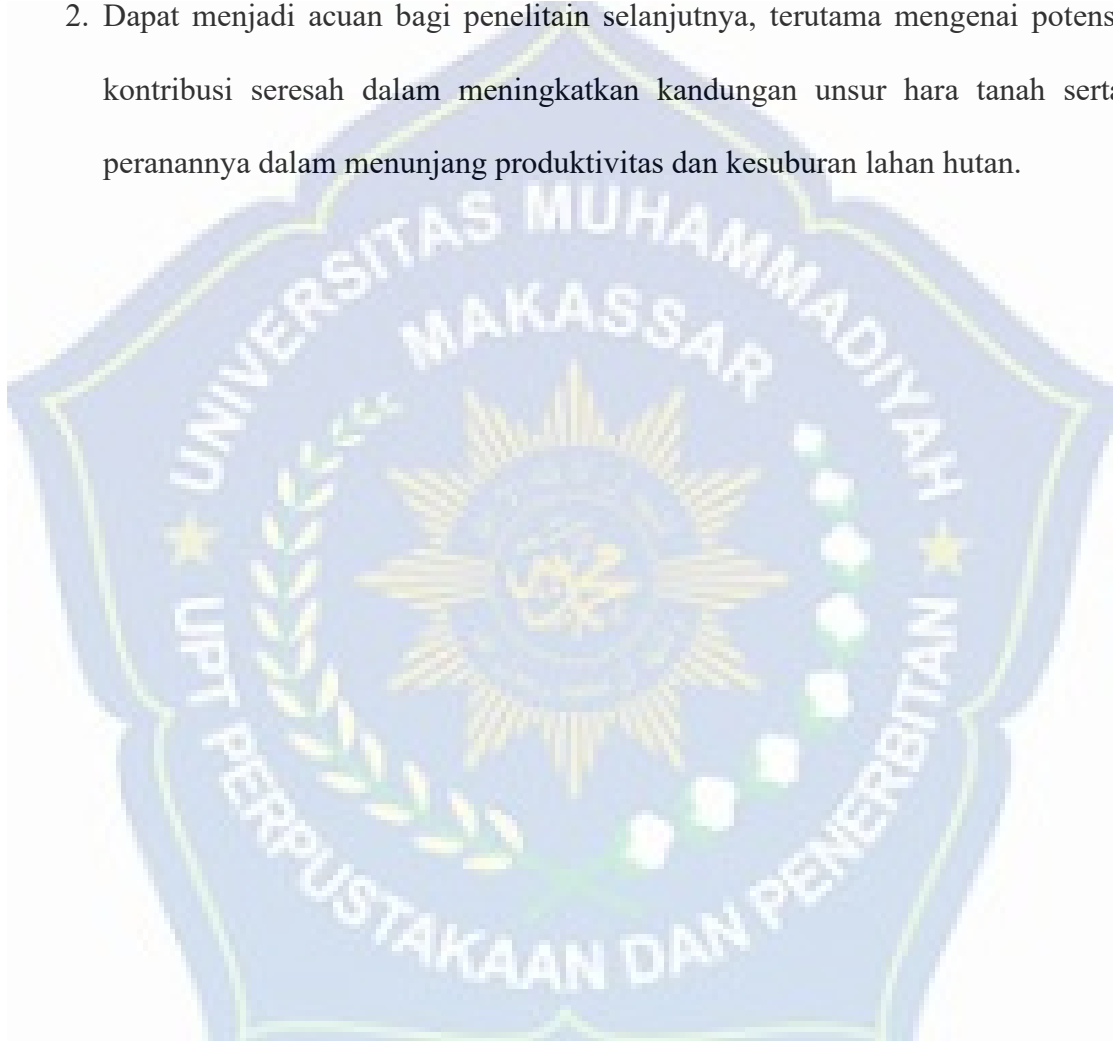 2. Dapat menjadi acuan bagi penelitain selanjutnya, terutama mengenai potens
kontribusi seresah dalam meningkatkan kandungan unsur hara tanah serta
peranannya dalam menunjang produktivitas dan kesuburan lahan hutan.
UNIVERSITAS MUHAMMADIYAH
MAKASSAR
UPT PERPUSTAKAAN DAN PENERBITAN